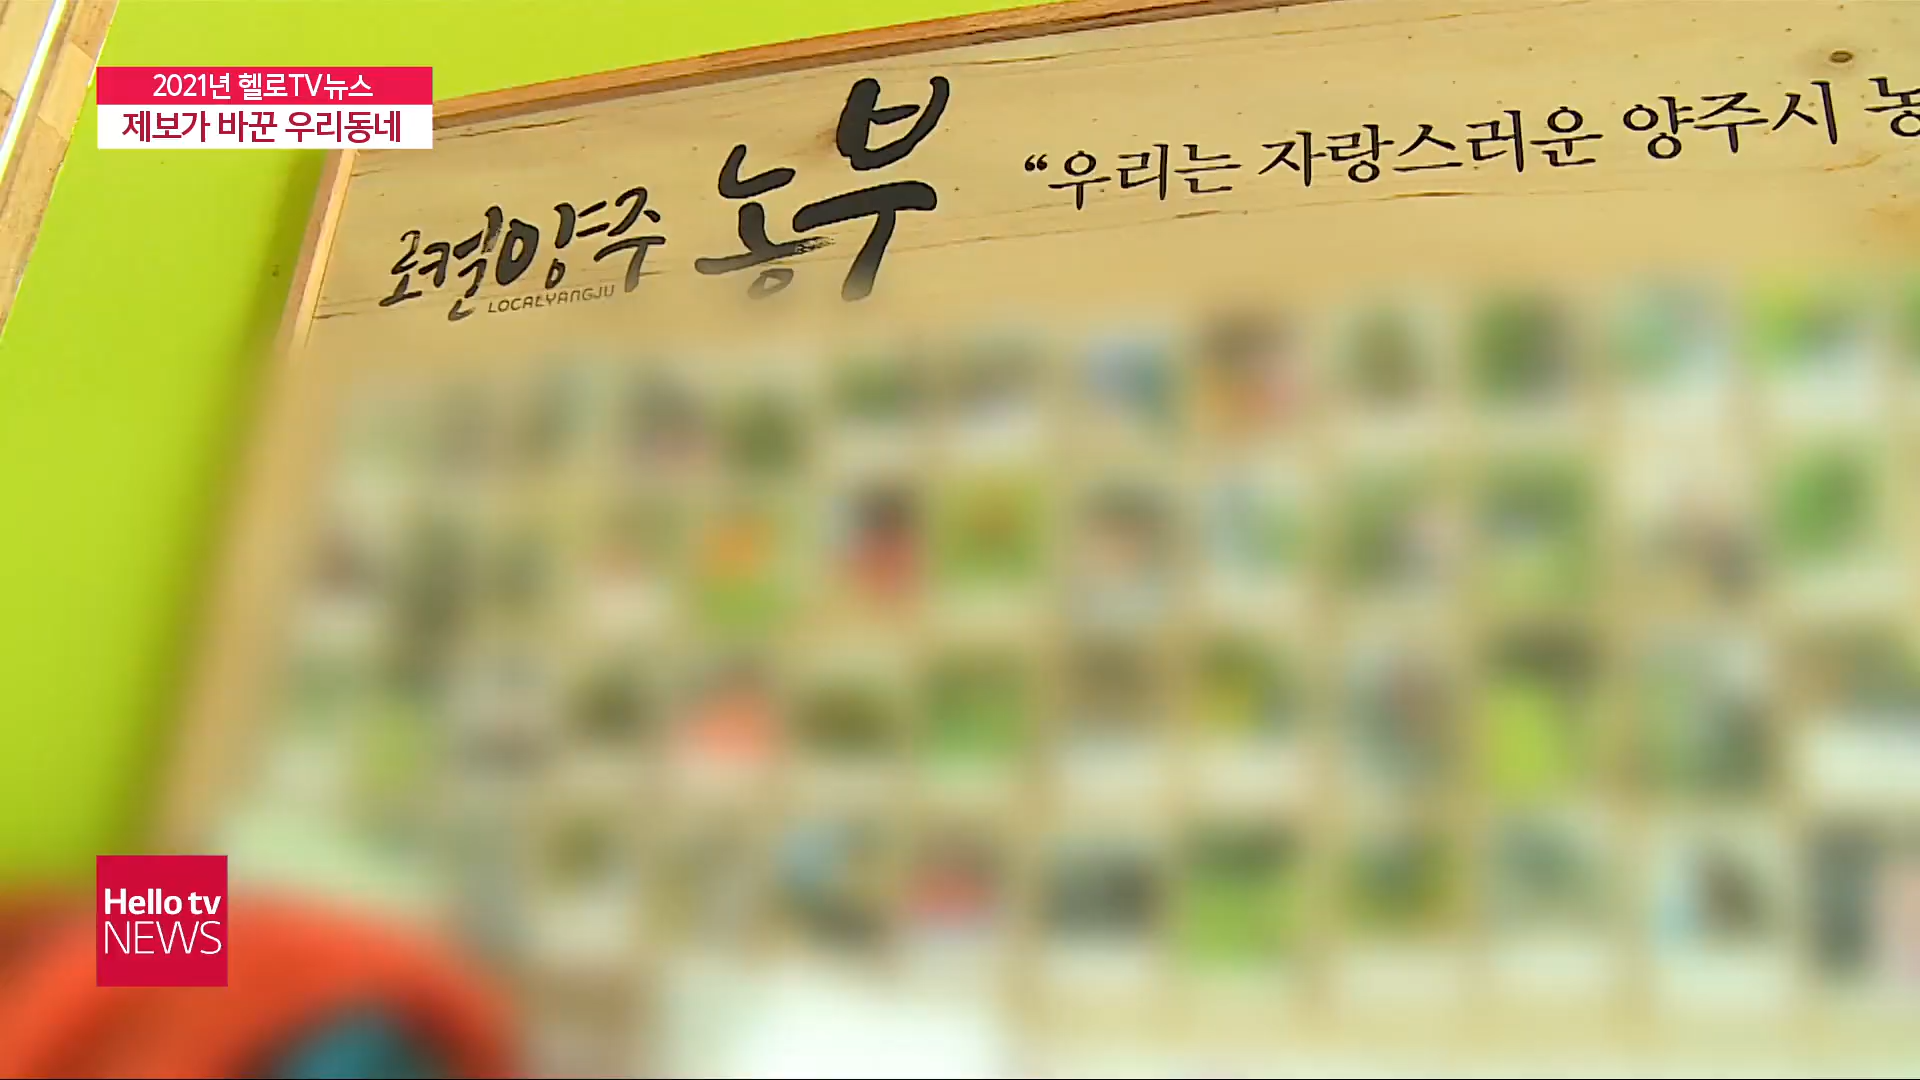 2021년 헬로TV뉴스
제보가 바꾼 우리동네
로컬양주 농부
LOCALYANGJU
“우리는 자랑스러운 양주시
Hello tv
NEWS